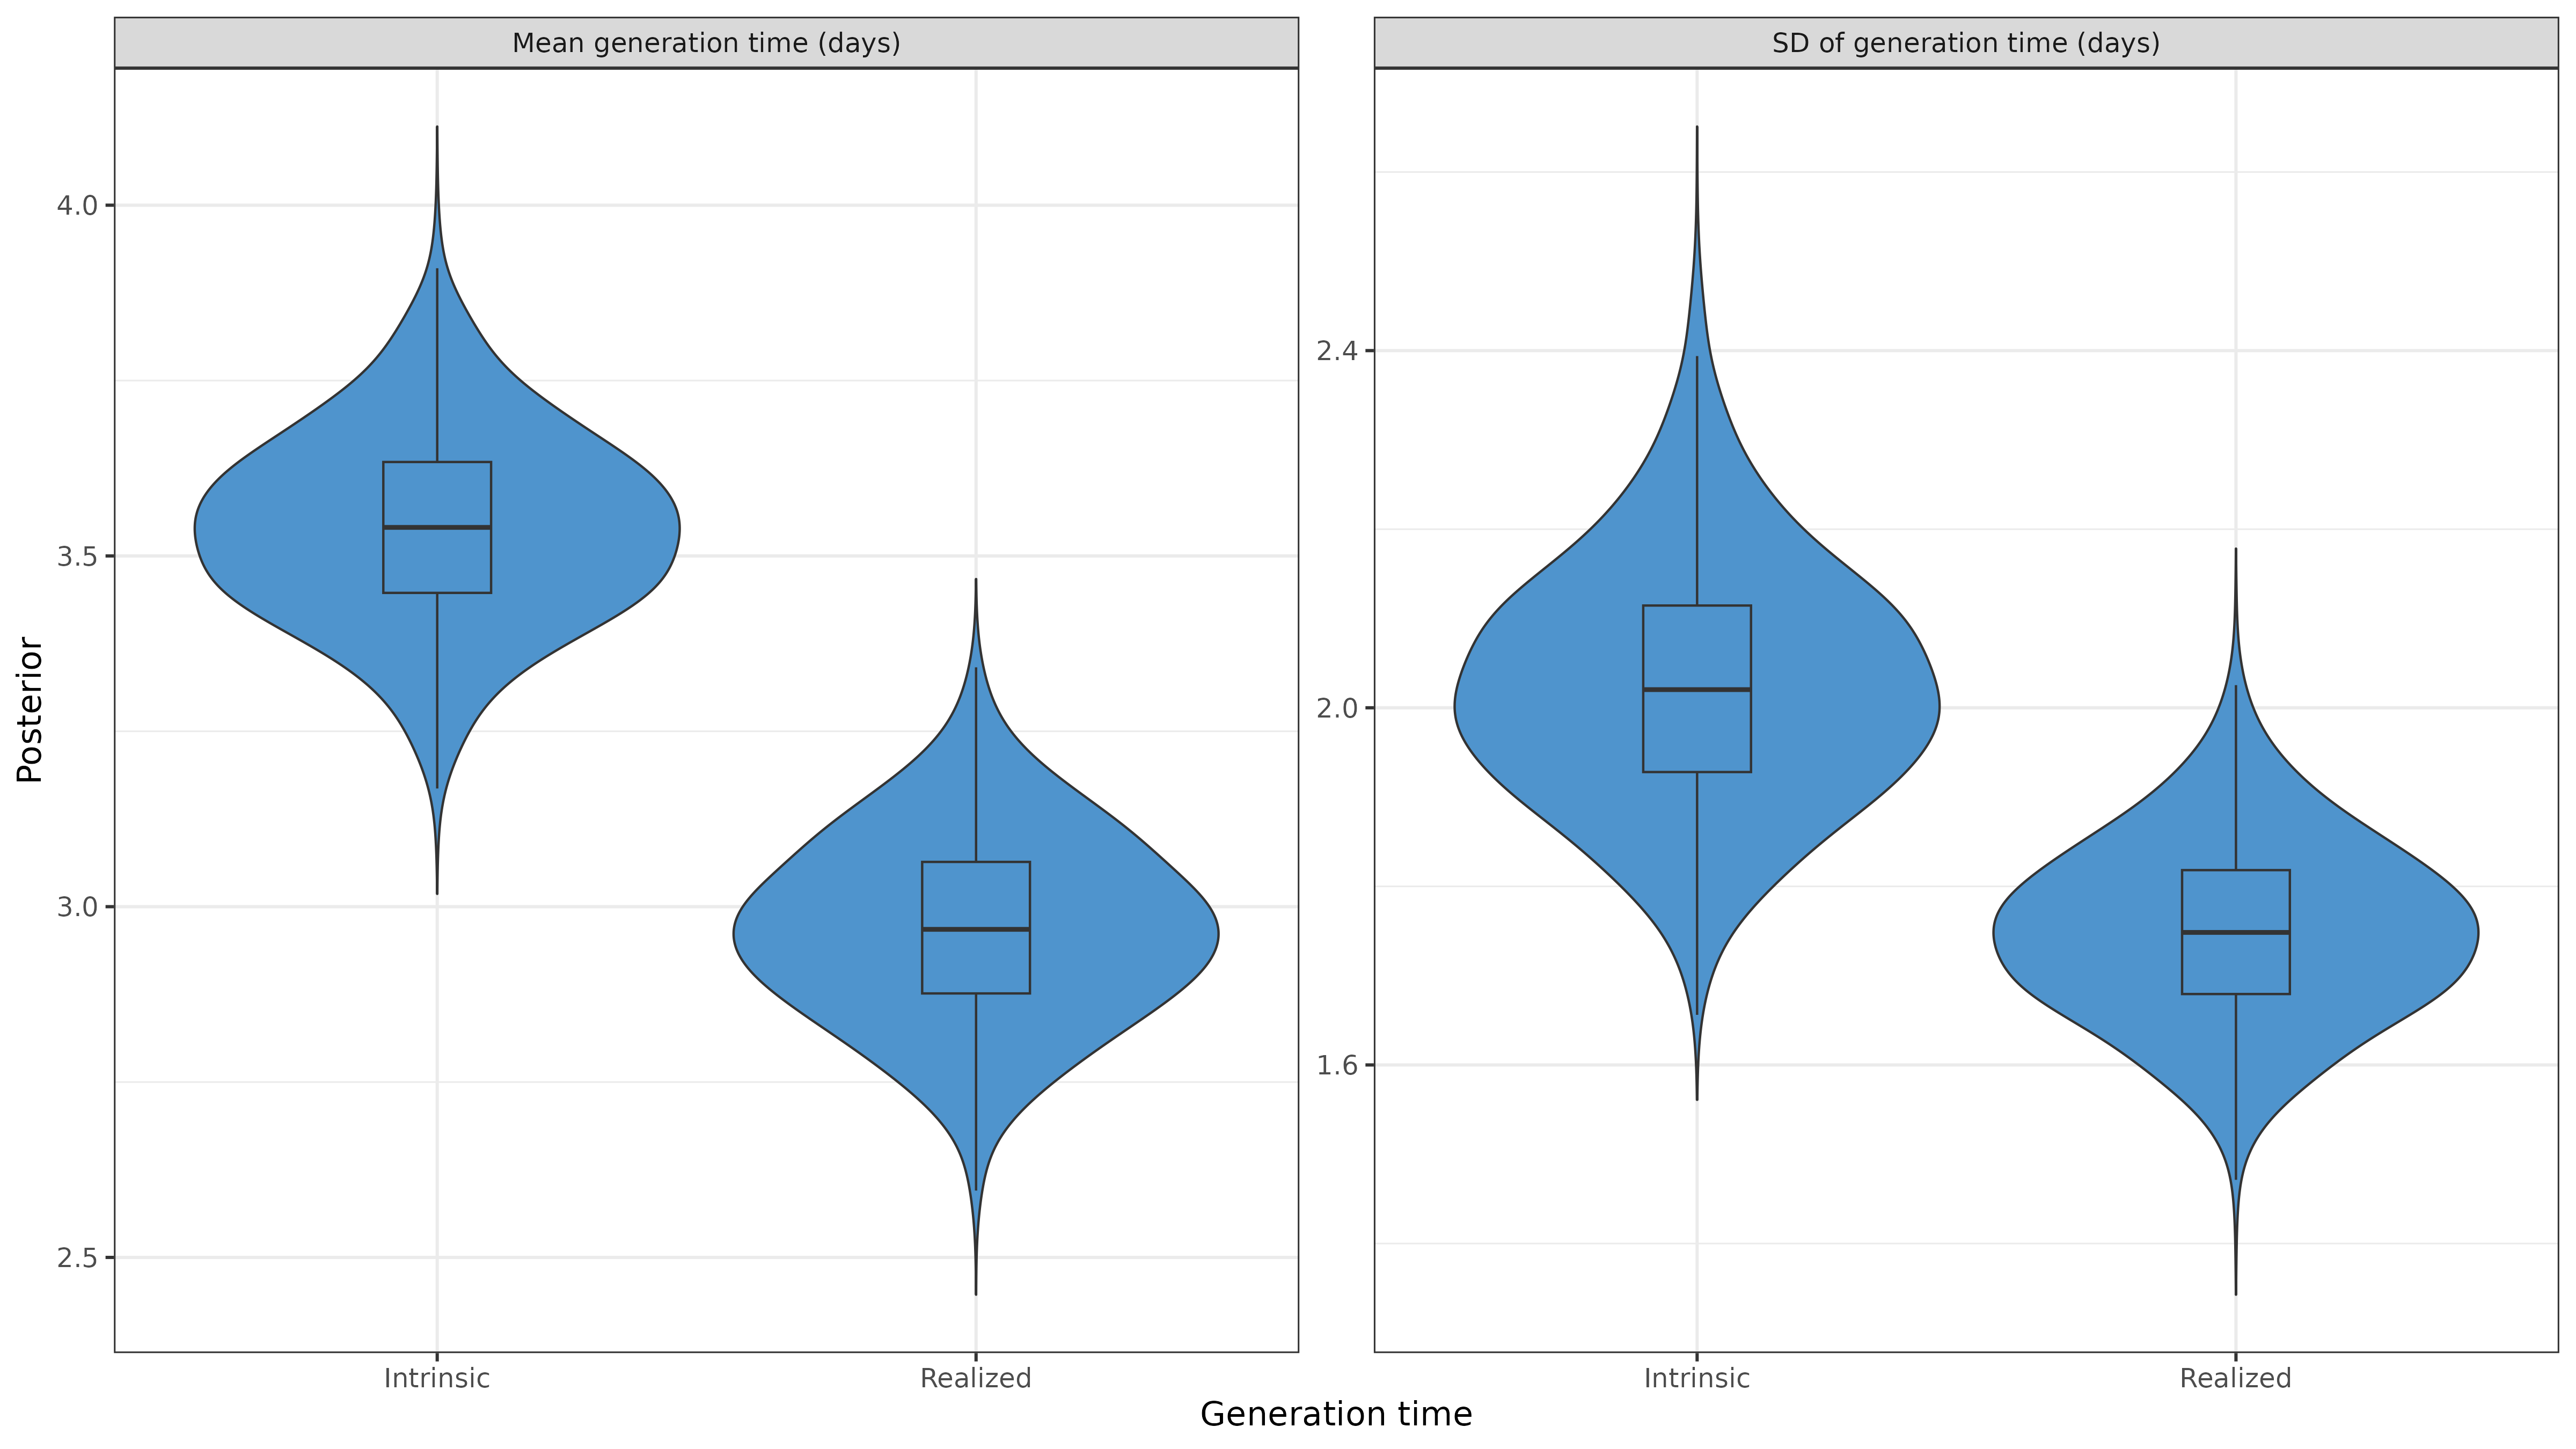 Mean generation time (days)
SD of generation time (days)
Posterior
4.0
3.5
3.0
2.5
2.4
2.0
1.6
Intrinsic
Realized
Intrinsic
Realized
Generation time